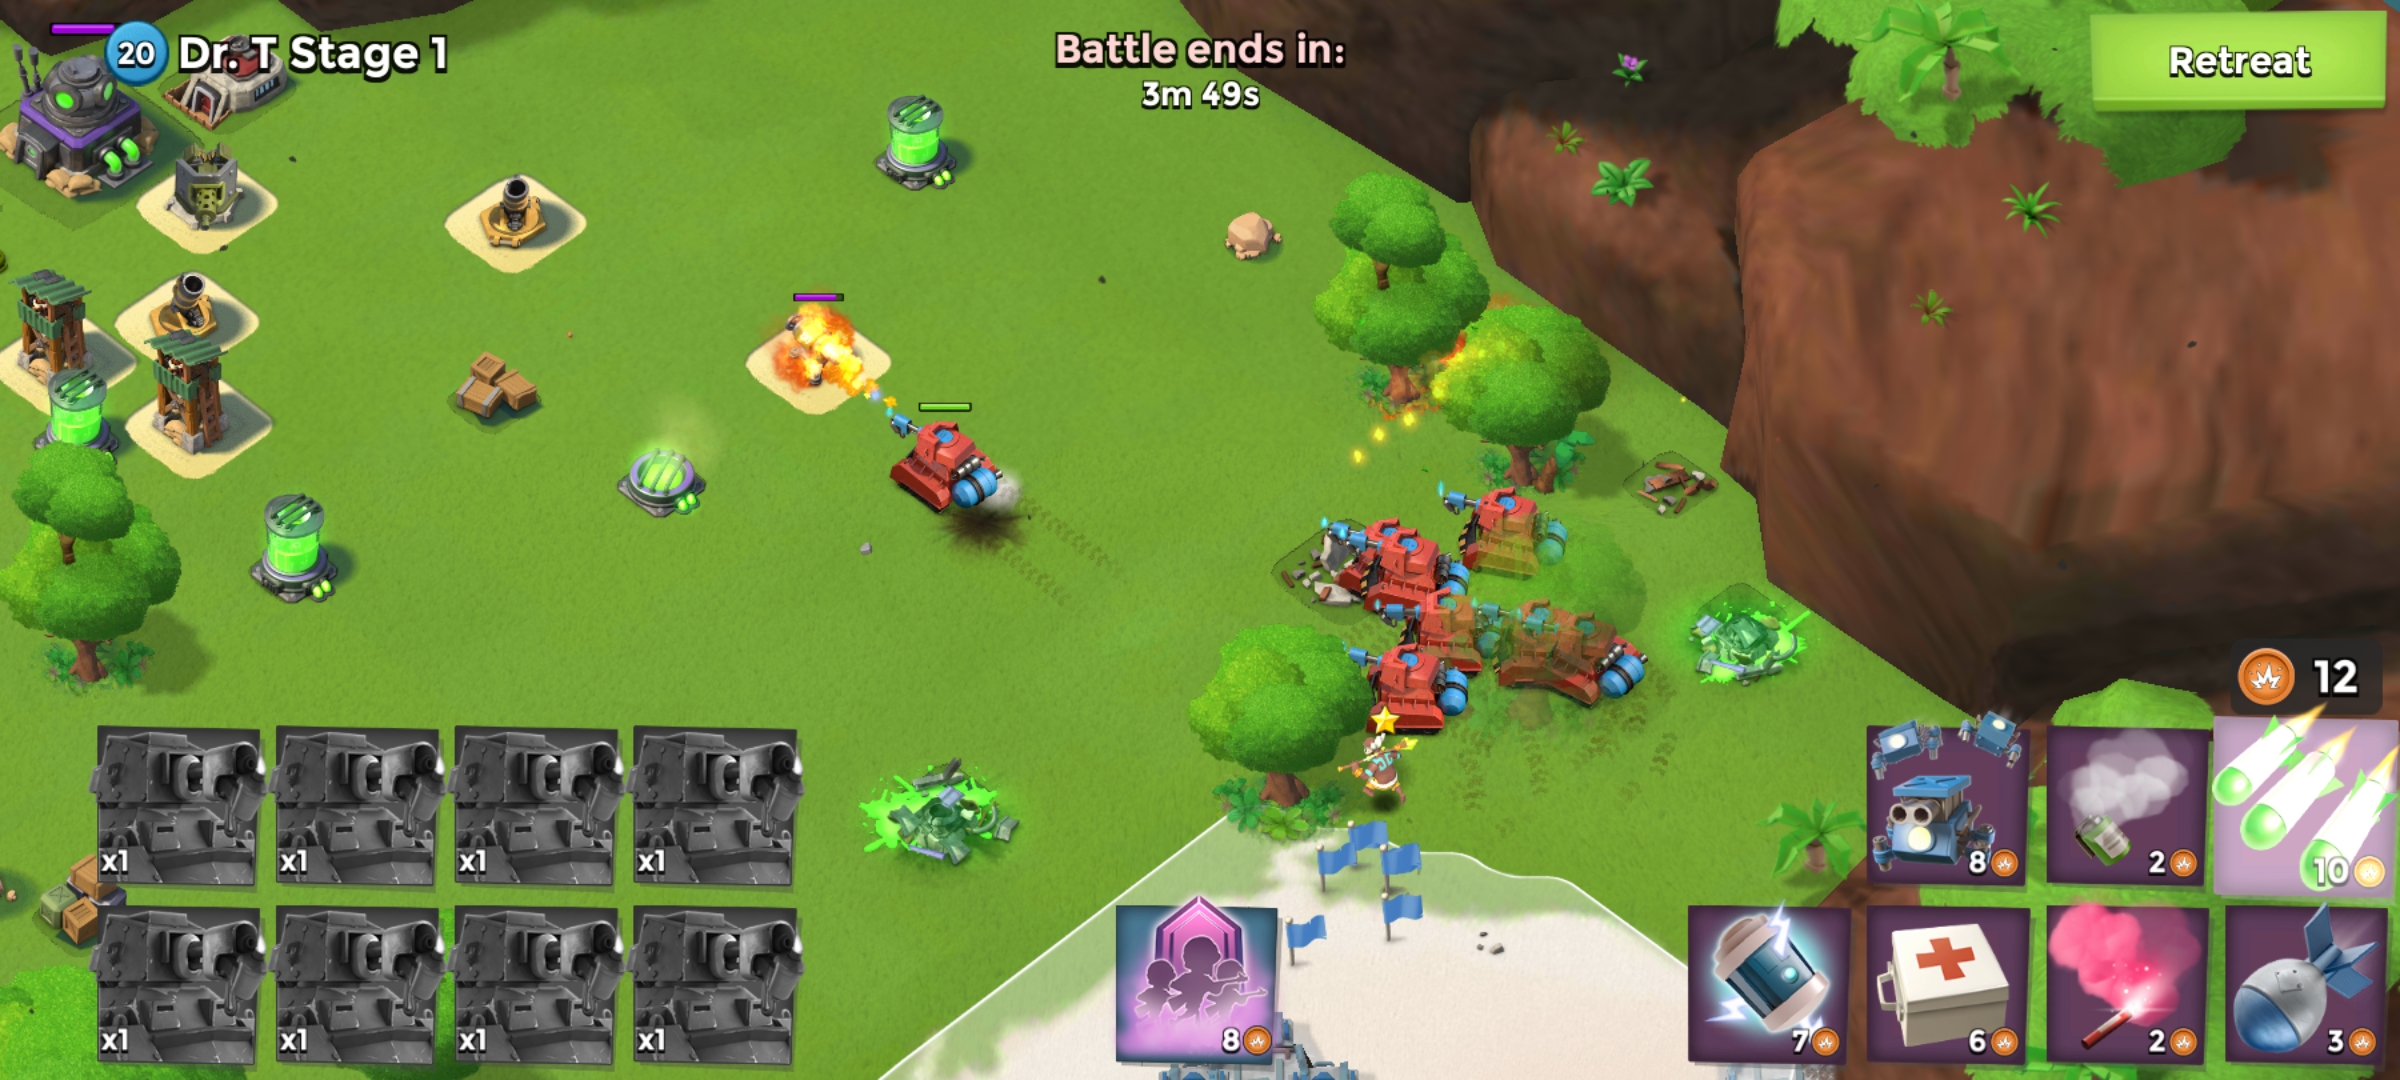 20 Dr. T Stage 1
Battle ends in:
3m 49s
Retreat
12
x1 x1 x1 x1
8 2 10
x1 x1 x1 x1
8
7 6 2 3